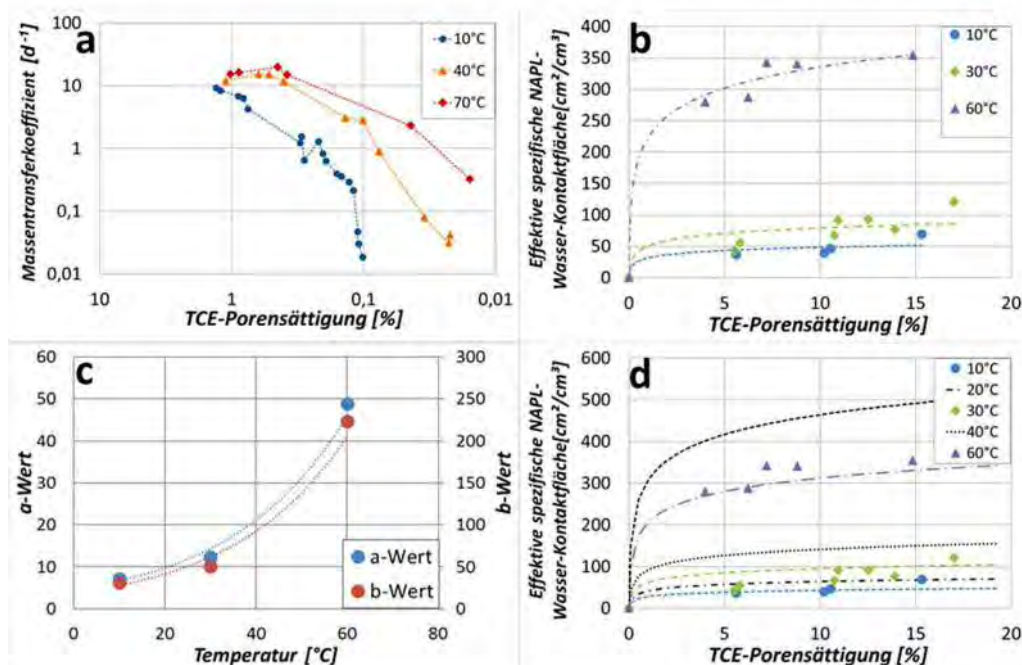 a
Massentransferkoeffizient [d⁻¹]
100
10
1
0,1
0,01
10
1
0,1
0,01
TCE-Porensättigung [%]
10°C
40°C
70°C
b
Effektive spezifische NAPL-
Wasser-Kontaktfläche[cm²/cm³]
400
350
300
250
200
150
100
50
0
0
5
10
15
20
TCE-Porensättigung [%]
10°C
30°C
60°C
c
a-Wert
60
50
40
30
20
10
0
0
20
40
60
80
Temperatur [°C]
b-Wert
300
250
200
150
100
50
0
a-Wert
b-Wert
d
Effektive spezifische NAPL-
Wasser-Kontaktfläche[cm²/cm³]
600
500
400
300
200
100
0
0
5
10
15
20
TCE-Porensättigung [%]
10°C
20°C
30°C
40°C
60°C